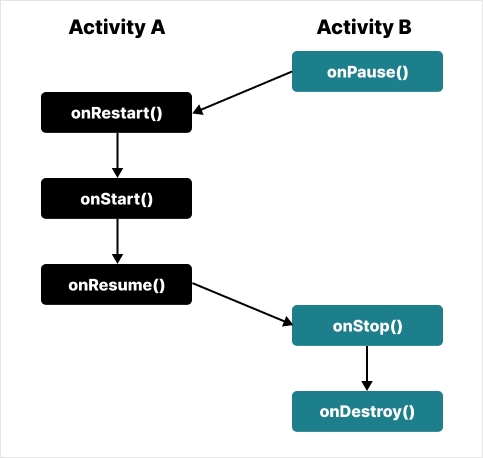 Activity A
Activity B
onPause()
onRestart()
onStart()
onResume()
onStop()
onDestroy()